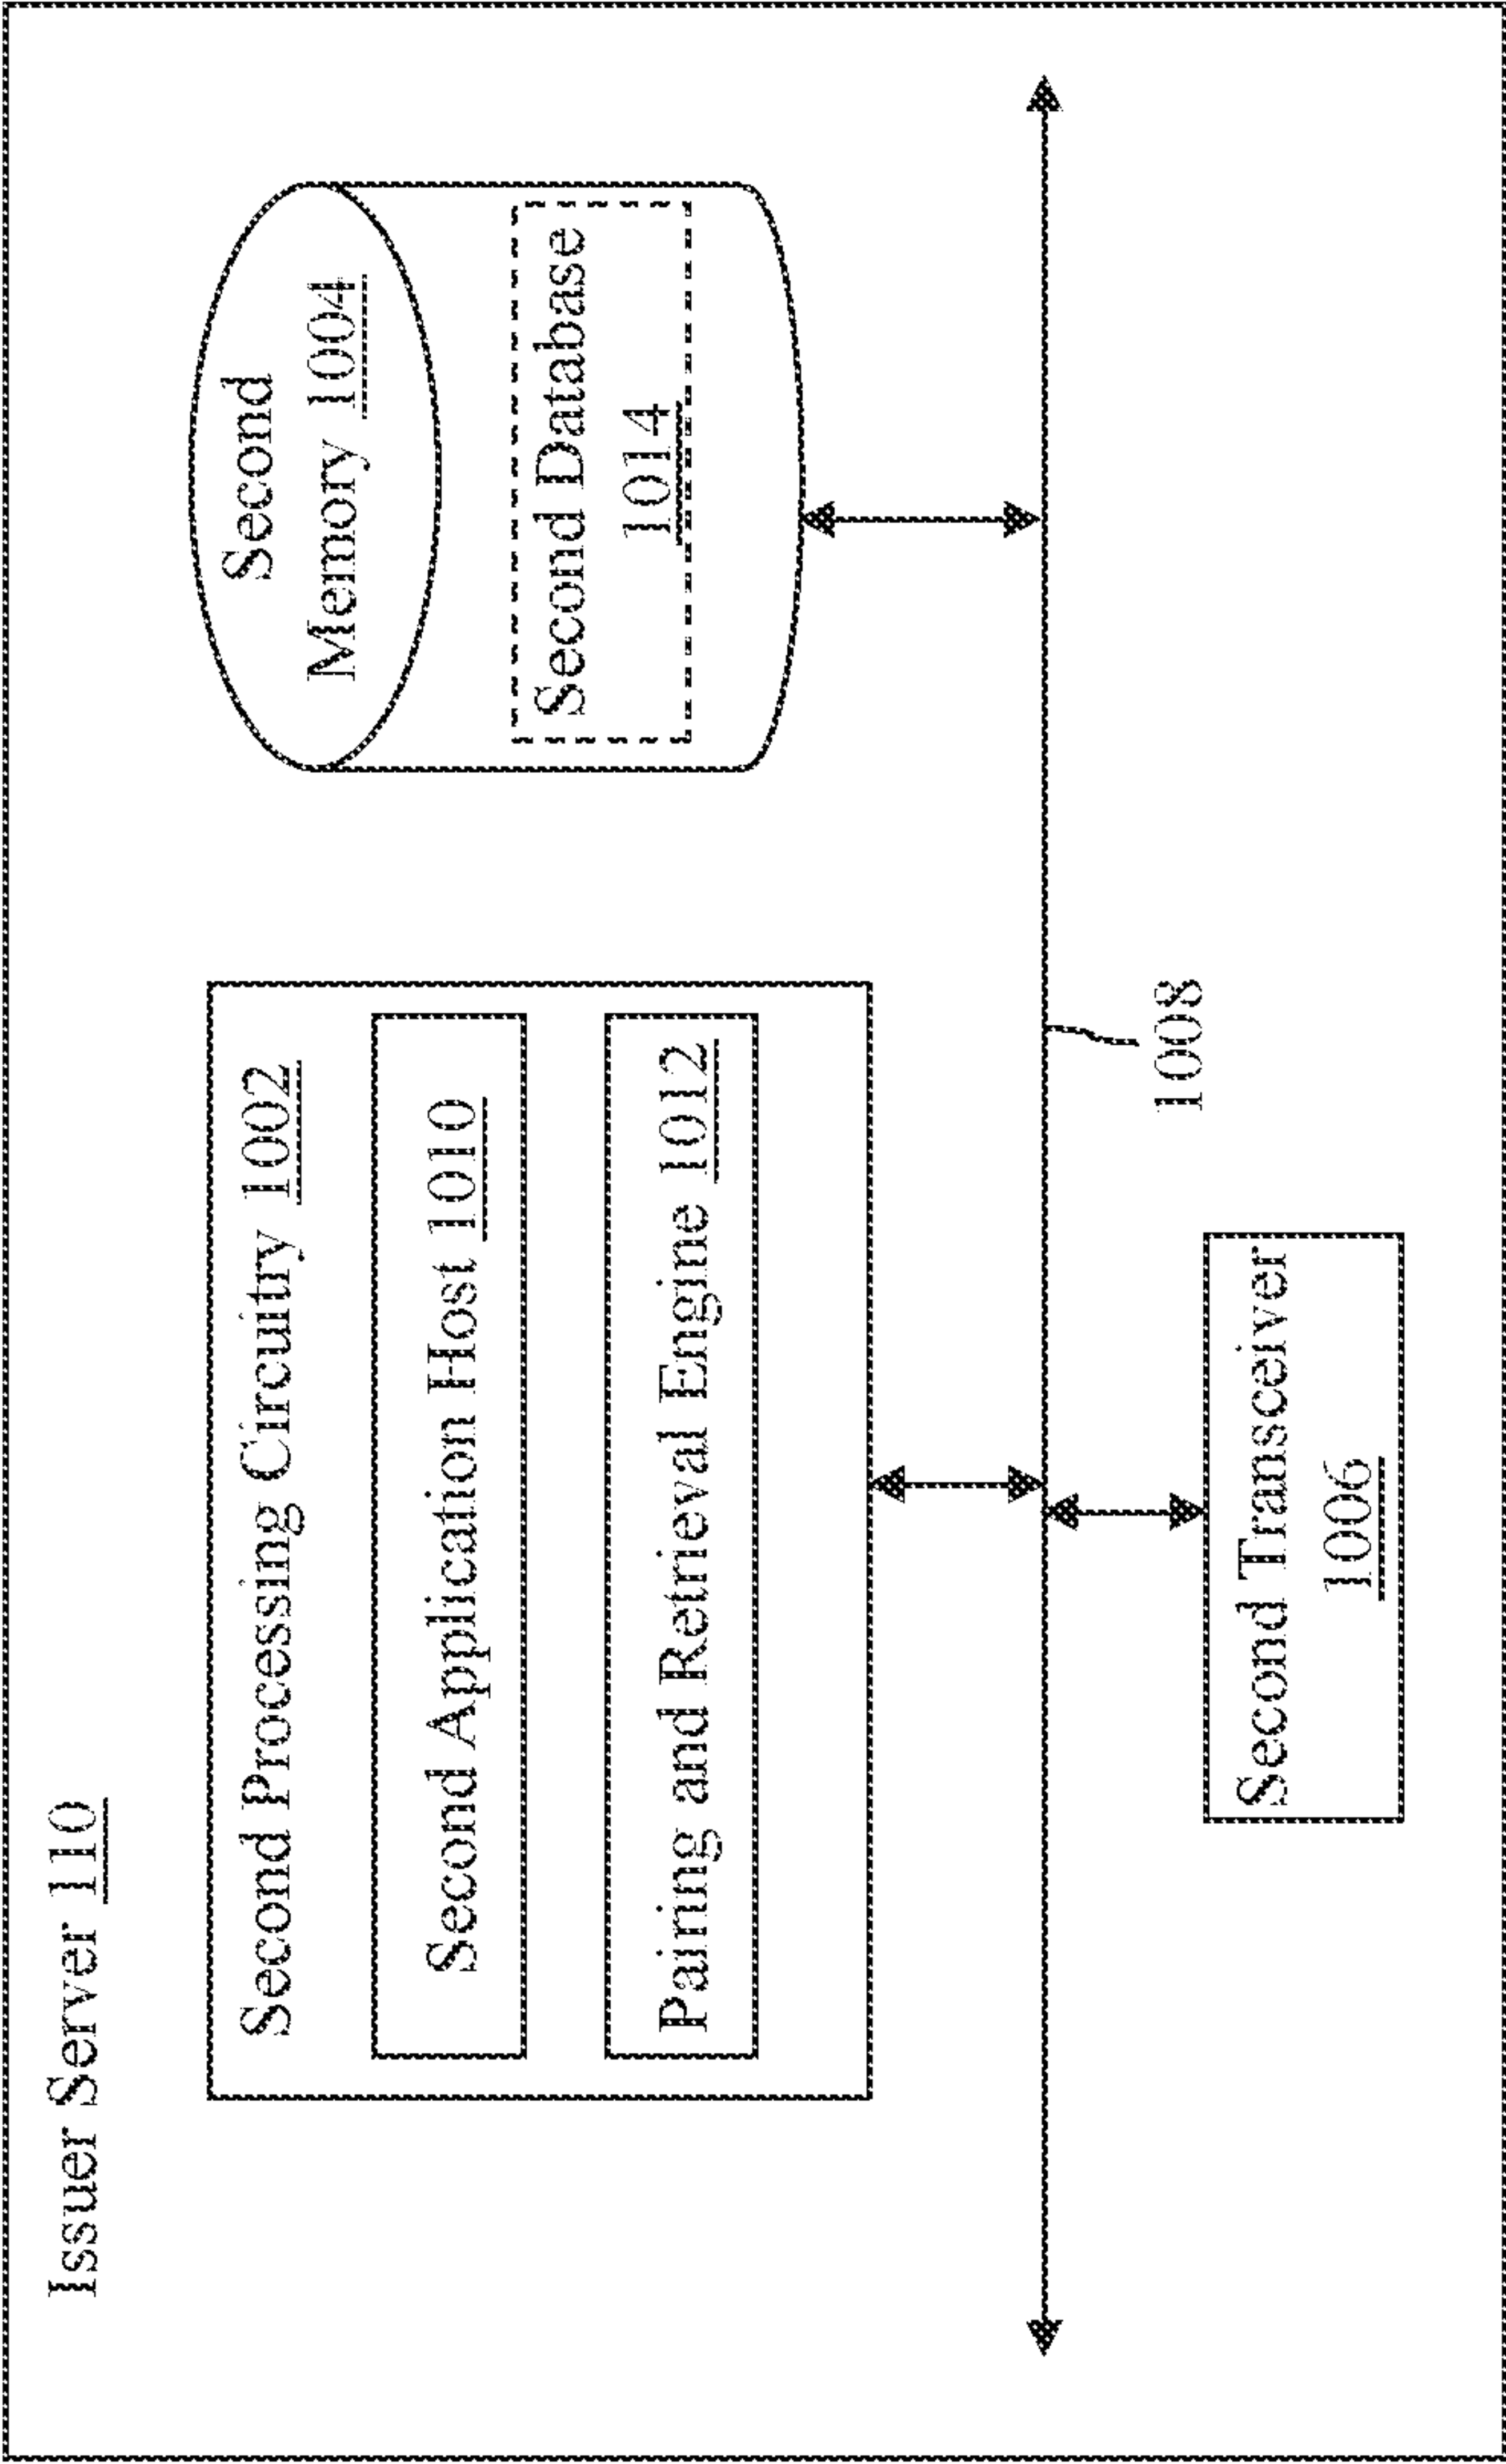 Issuer Server 110
Second Processing Circuitry 1002
Second Application Host 1010
Pairing and Retrieval Engine 1012
Second
Memory 1004
Second Database
1014
1008
Second Transceiver
1006